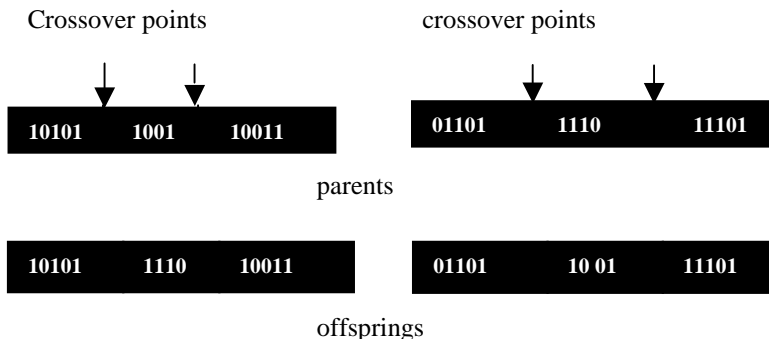 Crossover points crossover points
10101 1001 10011 01101 1110 11101
parents
10101 1110 10011 01101 10 01 11101
offsprings